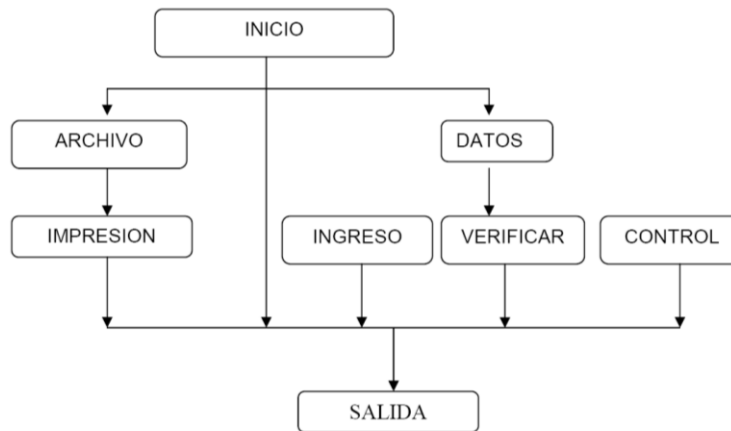 INICIO
ARCHIVO
DATOS
IMPRESION
INGRESO
VERIFICAR
CONTROL
SALIDA